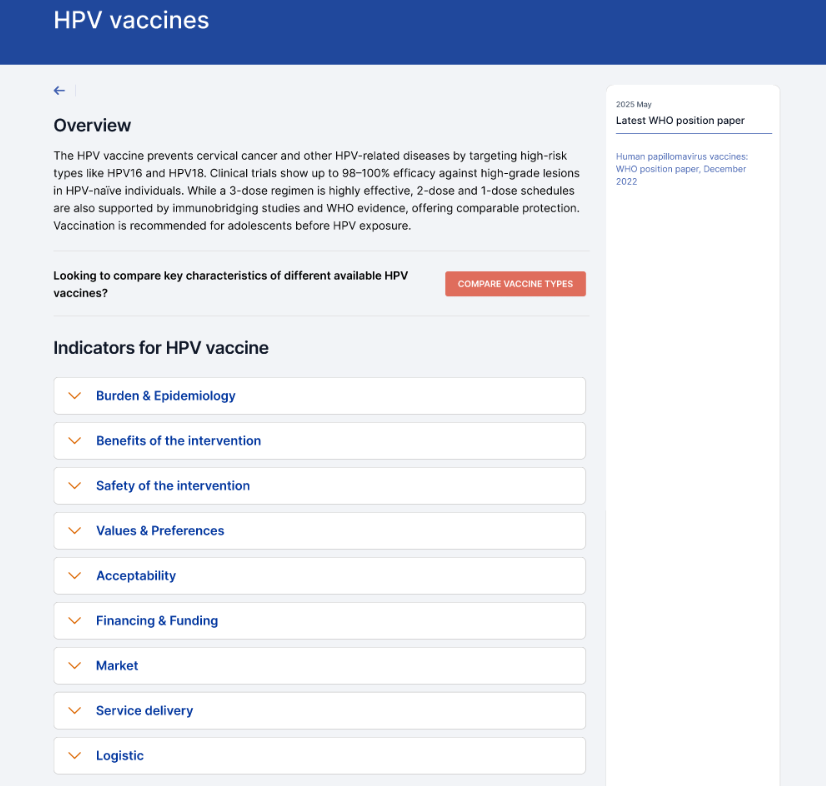 HPV vaccines
Overview
The HPV vaccine prevents cervical cancer and other HPV-related diseases by targeting high-risk
types like HPV16 and HPV18. Clinical trials show up to 98–100% efficacy against high-grade lesions
in HPV-naïve individuals. While a 3-dose regimen is highly effective, 2-dose and 1-dose schedules
are also supported by immunobridging studies and WHO evidence, offering comparable protection.
Vaccination is recommended for adolescents before HPV exposure.
Looking to compare key characteristics of different available HPV
vaccines?
COMPARE VACCINE TYPES
Indicators for HPV vaccine
Burden & Epidemiology
Benefits of the intervention
Safety of the intervention
Values & Preferences
Acceptability
Financing & Funding
Market
Service delivery
Logistic
2025 May
Latest WHO position paper
Human papillomavirus vaccines:
WHO position paper, December
2022